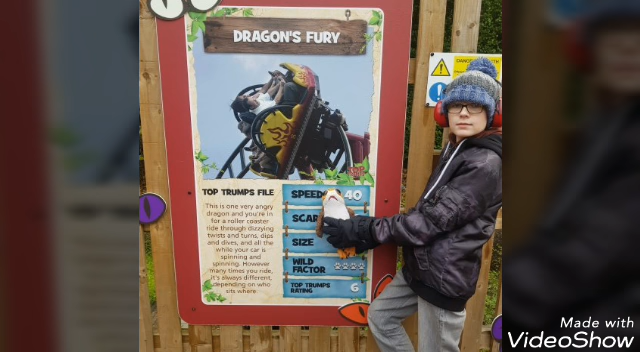 DRAGON'S FURY
TOP TRUMPS FILE
This is one very angry
dragon and you're in
for a roller coaster
ride through dizzying
twists and turns, dips
and dives, and all the
while your car is
spinning and
spinning. However
many times you ride,
it's always different,
depending on who
sits where.
SPEED 40
SCAR
SIZE
WILD
FACTOR
TOP TRUMPS
RATING 6
Made with
VideoShow